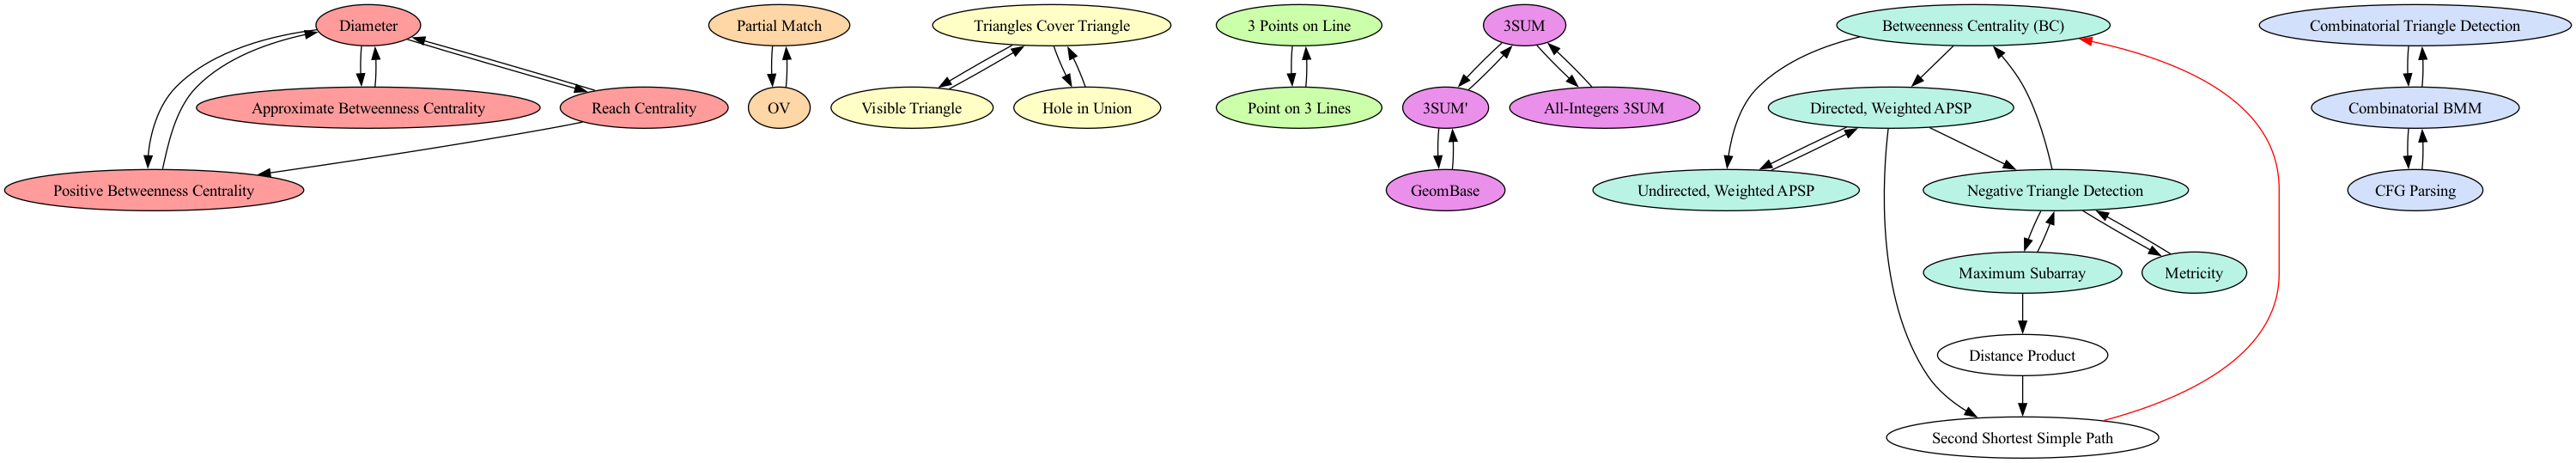 Diameter
Partial Match
Triangles Cover Triangle
3 Points on Line
3SUM
Betweenness Centrality (BC)
Combinatorial Triangle Detection
Approximate Betweenness Centrality
Reach Centrality
OV
Visible Triangle
Hole in Union
Point on 3 Lines
3SUM'
All-Integers 3SUM
Directed, Weighted APSP
Combinatorial BMM
Positive Betweenness Centrality
GeomBase
Undirected, Weighted APSP
Negative Triangle Detection
CFG Parsing
Maximum Subarray
Metricity
Distance Product
Second Shortest Simple Path